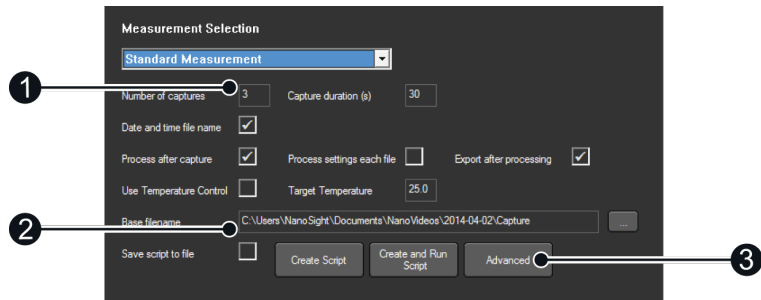 Measurement Selection
Standard Measurement
1
Number of captures 3 Capture duration (s) 30
Date and time file name
Process after capture Process settings each file Export after processing
Use Temperature Control Target Temperature 25.0
2
Base filename C:\Users\NanoSight\Documents\NanoVideos\2014-04-02\Capture ...
Save script to file Create Script Create and Run Script Advanced 3